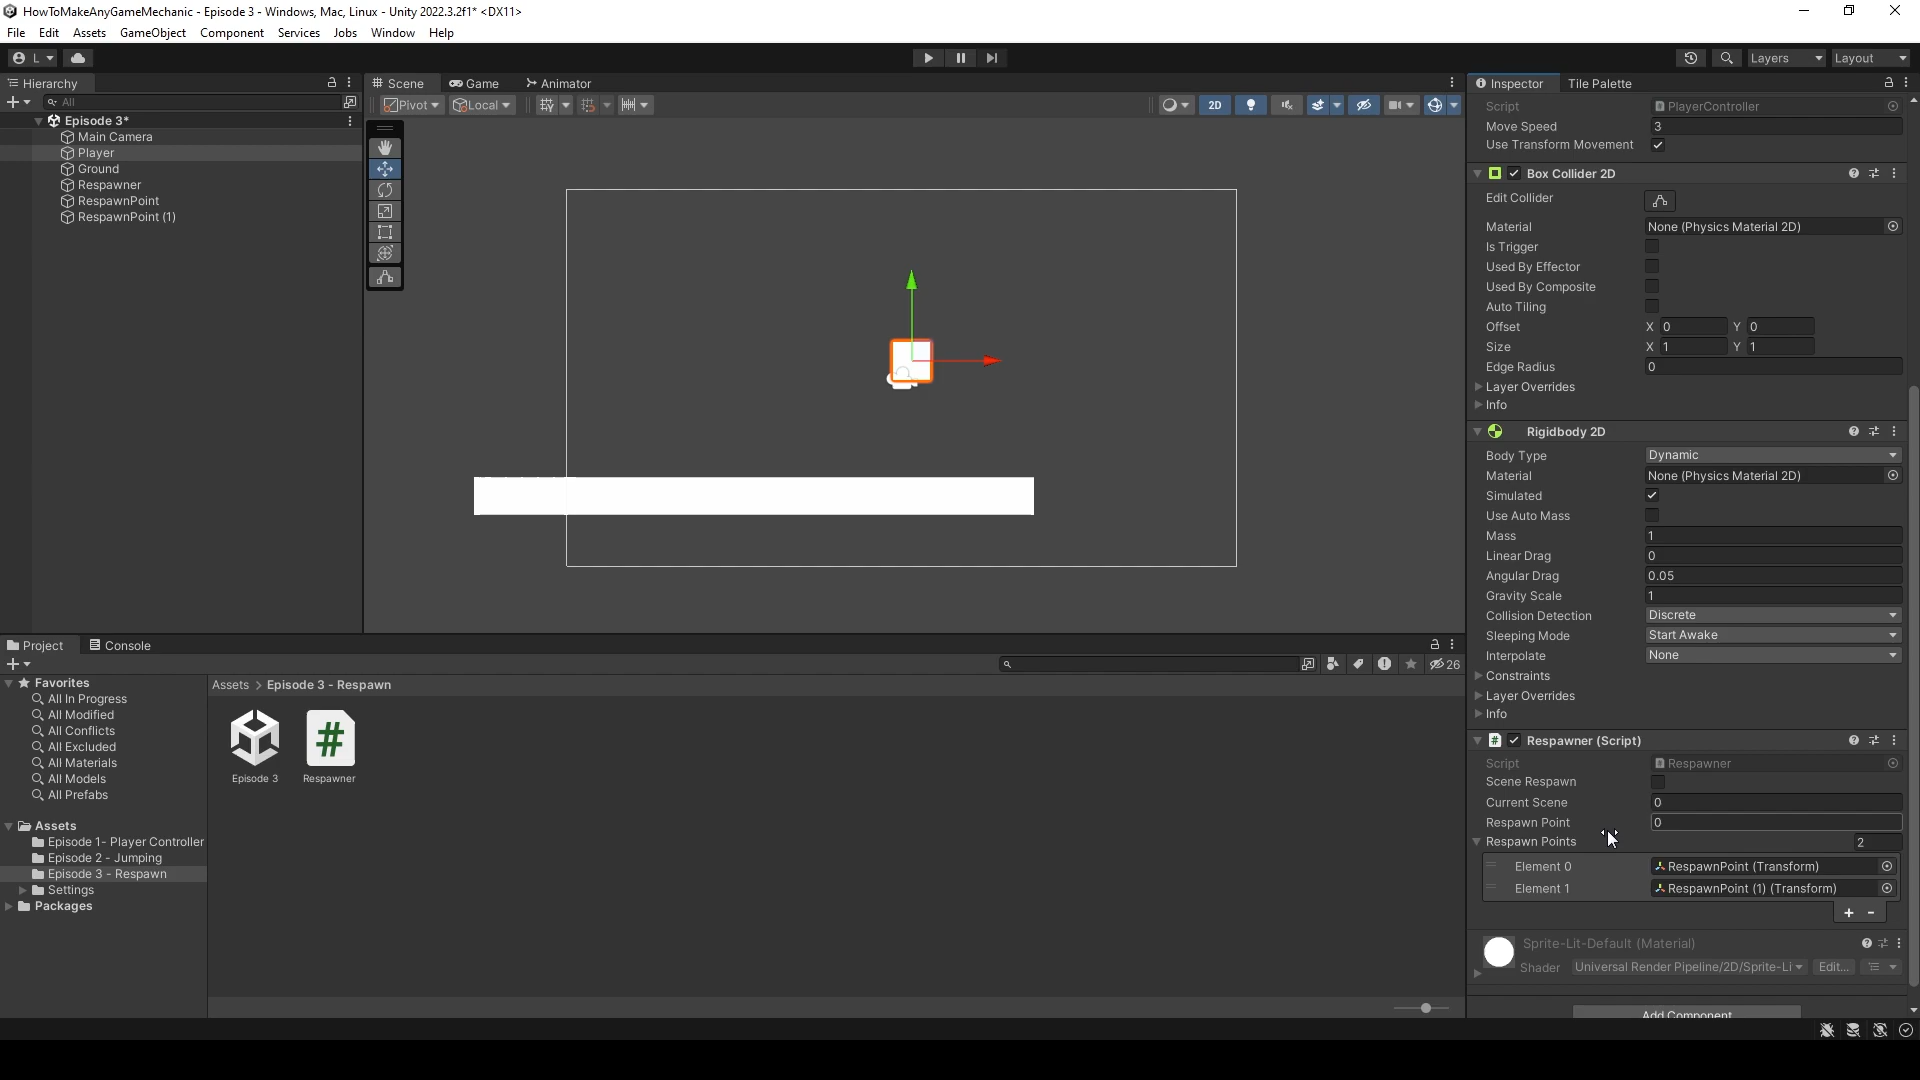 HowToMakeAnyGameMechanic - Episode 3 - Windows, Mac, Linux - Unity 2022.3.2f1* <DX11>
File Edit Assets GameObject Component Services Jobs Window Help
L Layers Layout
Hierarchy
All
Episode 3*
Main Camera
Player
Ground
Respawner
RespawnPoint
RespawnPoint (1)
Scene Game Animator
Pivot Local 2D
Project Console
26
Favorites
All In Progress
All Modified
All Conflicts
All Excluded
All Materials
All Models
All Prefabs
Assets
Episode 1- Player Controller
Episode 2 - Jumping
Episode 3 - Respawn
Settings
Packages
Assets > Episode 3 - Respawn
Episode 3 Respawner
Inspector Tile Palette
Script PlayerController
Move Speed 3
Use Transform Movement
Box Collider 2D
Edit Collider
Material None (Physics Material 2D)
Is Trigger
Used By Effector
Used By Composite
Auto Tiling
Offset X 0 Y 0
Size X 1 Y 1
Edge Radius 0
Layer Overrides
Info
Rigidbody 2D
Body Type Dynamic
Material None (Physics Material 2D)
Simulated
Use Auto Mass
Mass 1
Linear Drag 0
Angular Drag 0.05
Gravity Scale 1
Collision Detection Discrete
Sleeping Mode Start Awake
Interpolate None
Constraints
Layer Overrides
Info
Respawner (Script)
Script Respawner
Scene Respawn
Current Scene 0
Respawn Point 0
Respawn Points 2
Element 0 RespawnPoint (Transform)
Element 1 RespawnPoint (1) (Transform)
+ -
Sprite-Lit-Default (Material)
Shader Universal Render Pipeline/2D/Sprite-Li Edit...
Add Component